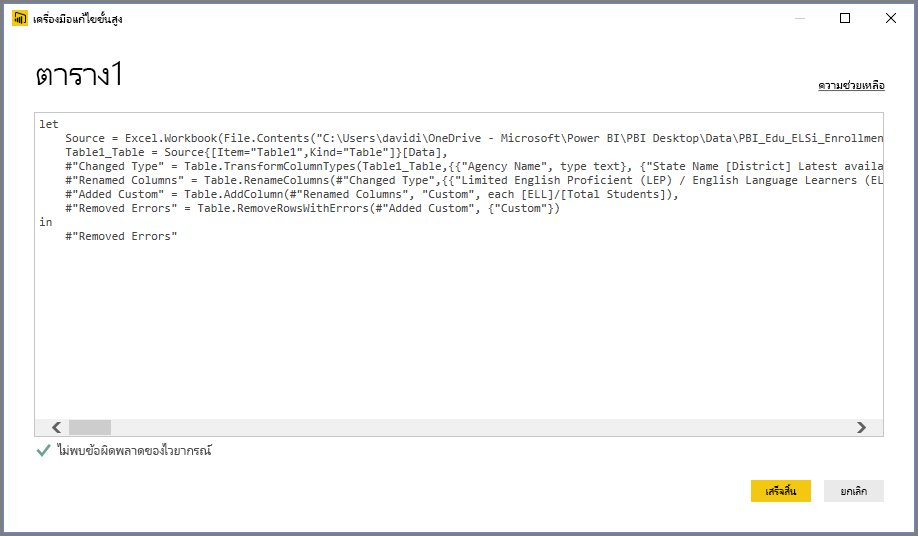 เครื่องมือแก้ไขขั้นสูง
ตาราง1
ความช่วยเหลือ
let
Source = Excel.Workbook(File.Contents("C:\Users\davidi\OneDrive - Microsoft\Power BI\PBI Desktop\Data\PBI_Edu_ELSi_Enrollmen
Table1_Table = Source{[Item="Table1",Kind="Table"]}[Data],
#"Changed Type" = Table.TransformColumnTypes(Table1_Table,{{"Agency Name", type text}, {"State Name [District] Latest availa
#"Renamed Columns" = Table.RenameColumns(#"Changed Type",{{"Limited English Proficient (LEP) / English Language Learners (EL
#"Added Custom" = Table.AddColumn(#"Renamed Columns", "Custom", each [ELL]/[Total Students]),
#"Removed Errors" = Table.RemoveRowsWithErrors(#"Added Custom", {"Custom"})
in
#"Removed Errors"
ไม่พบข้อผิดพลาดของไวยากรณ์
เสร็จสิ้น
ยกเลิก